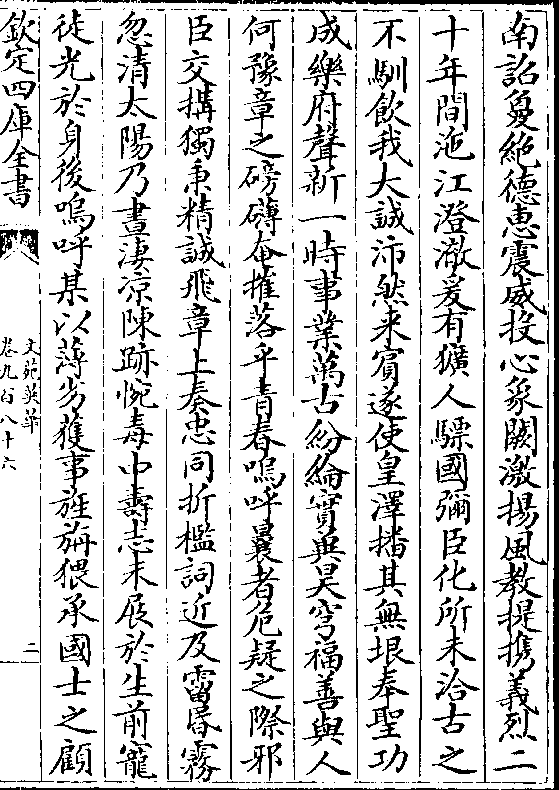 南詔敻絶德惠震威投心象闕激揚風教提携義烈二
十年間沲江澄澈爰有獷人驃國彌臣化所未洽古之
不馴飲我大誠沛然来賓遂使皇澤播其無垠奉聖功
成樂府聲新一時事業萬古紛綸實與昊穹福善與人
何豫章之磅礴奄摧落乎青春嗚呼曩者危疑之際邪
臣交搆獨秉精誠飛章上奏忠同折檻詞近及霤昬霧
忽清太陽乃晝淒凉陳跡惋毒中壽志未展於生前寵
徒光於身後嗚呼某以薄劣獲事旌旃猥承國士之顧
欽定四庫全書
文苑英華
卷九百八十六
二